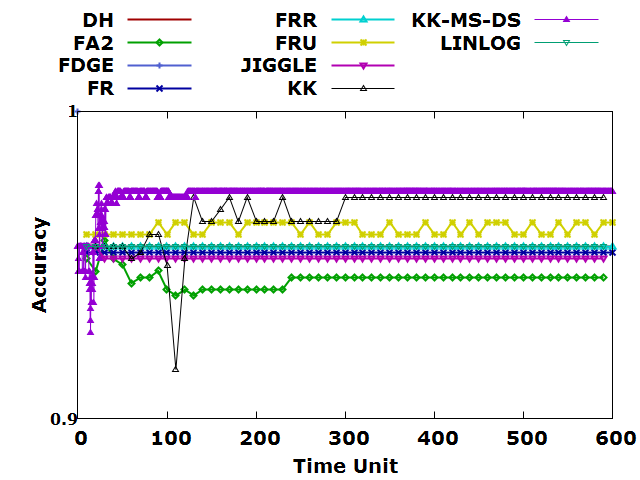 DH FRR KK-MS-DS
FA2 FRU LINLOG
FDGE JIGGLE
FR KK
1
Accuracy
0.9
0 100 200 300 400 500 600
Time Unit